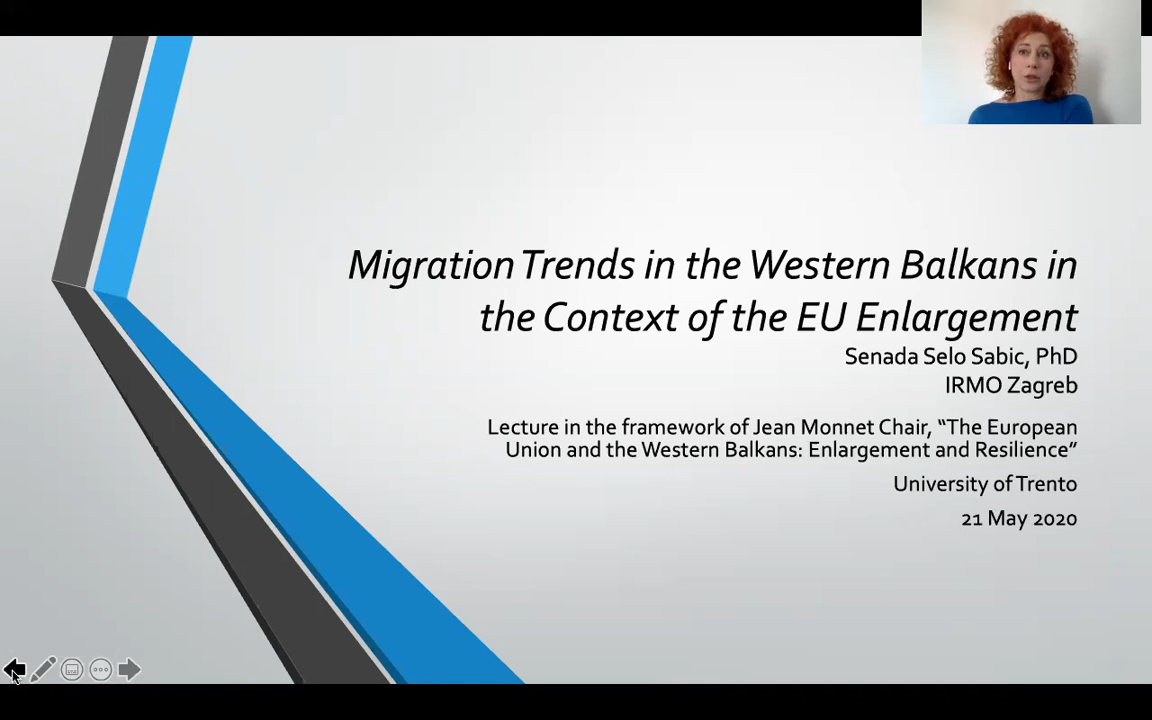 Migration Trends in the Western Balkans in
the Context of the EU Enlargement
Senada Selo Sabic, PhD
IRMO Zagreb
Lecture in the framework of Jean Monnet Chair, “The European
Union and the Western Balkans: Enlargement and Resilience”
University of Trento
21 May 2020